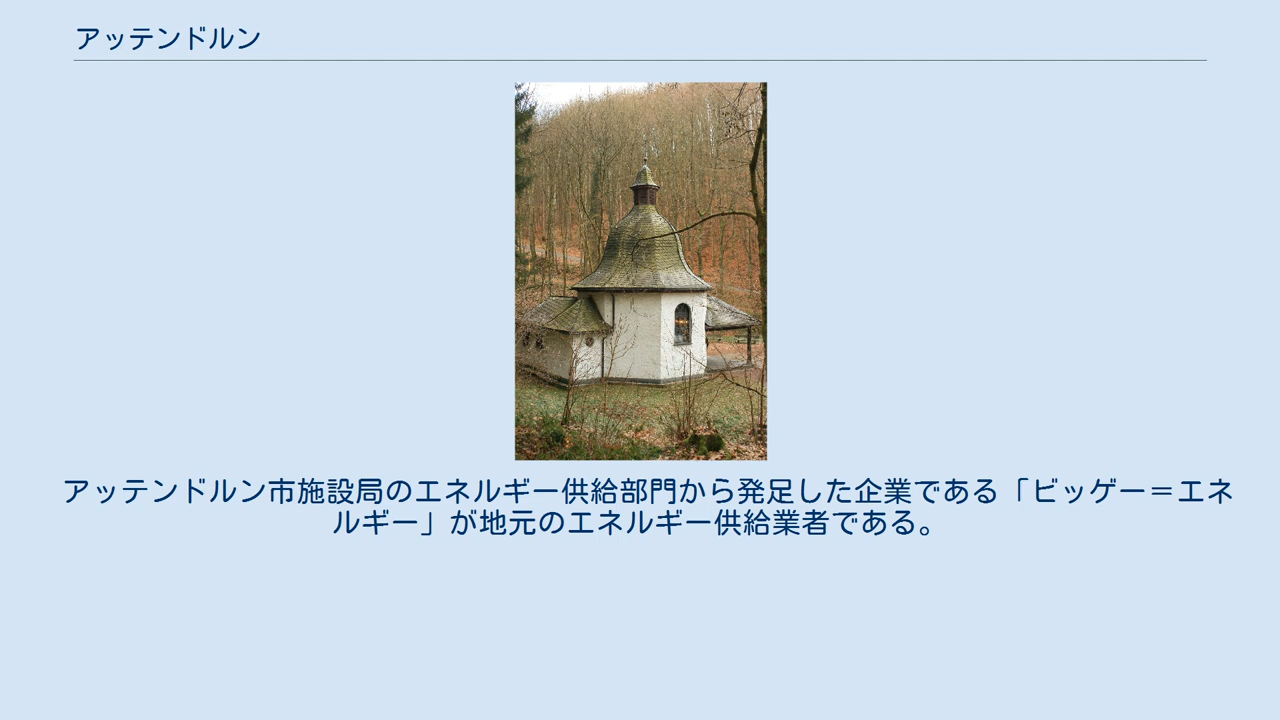 アッテンドルン
アッテンドルン市施設局のエネルギー供給部門から発足した企業である「ビッゲー＝エネ
ルギー」が地元のエネルギー供給業者である。